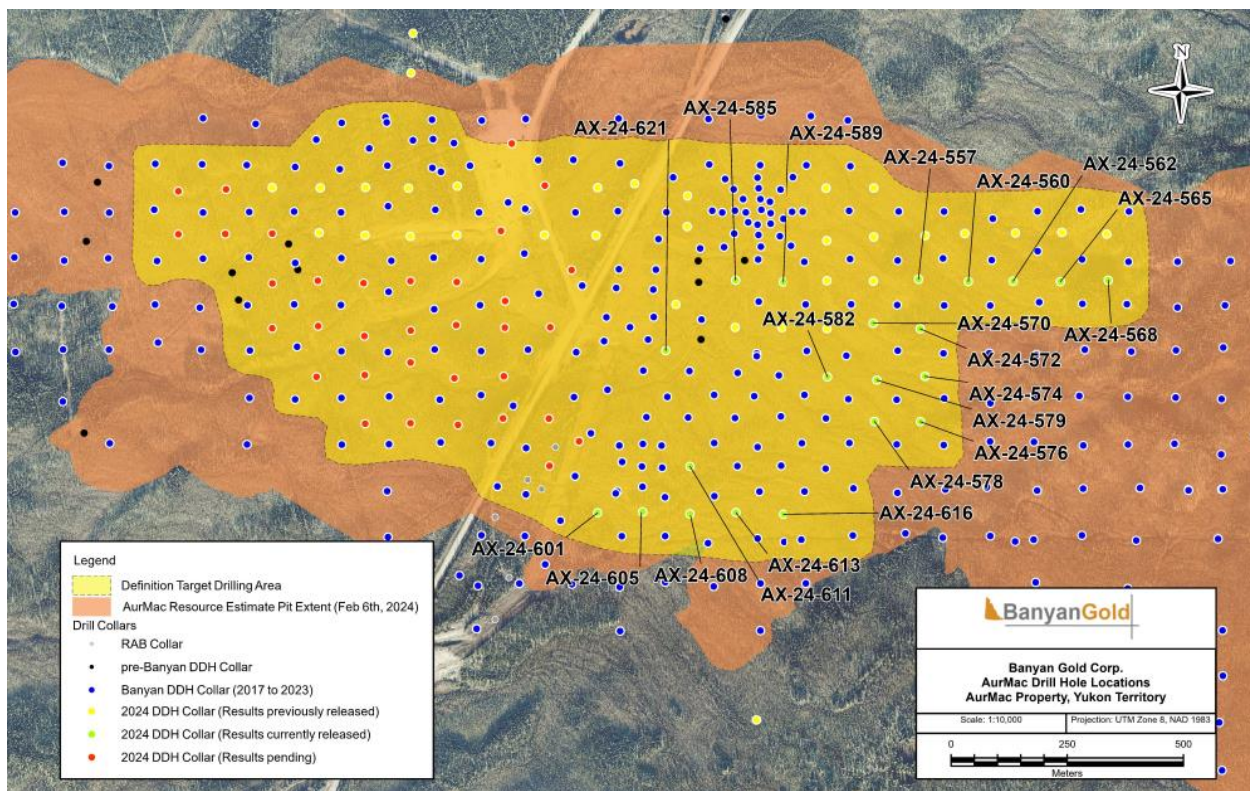 N
AX-24-585
AX-24-621
AX-24-589
AX-24-557
AX-24-562
AX-24-560
AX-24-565
AX-24-582
AX-24-570
AX-24-568
AX-24-572
AX-24-574
AX-24-579
AX-24-576
AX-24-578
AX-24-616
AX-24-601
AX-24-613
AX-24-605
AX-24-608
AX-24-611
Legend
Definition Target Drilling Area
AurMac Resource Estimate Pit Extent (Feb 6th, 2024)
Drill Collars
RAB Collar
pre-Banyan DDH Collar
Banyan DDH Collar (2017 to 2023)
2024 DDH Collar (Results previously released)
2024 DDH Collar (Results currently released)
2024 DDH Collar (Results pending)
BanyanGold
Banyan Gold Corp.
AurMac Drill Hole Locations
AurMac Property, Yukon Territory
Scale: 1:10,000 Projection: UTM Zone 8, NAD 1983
0 250 500
Meters